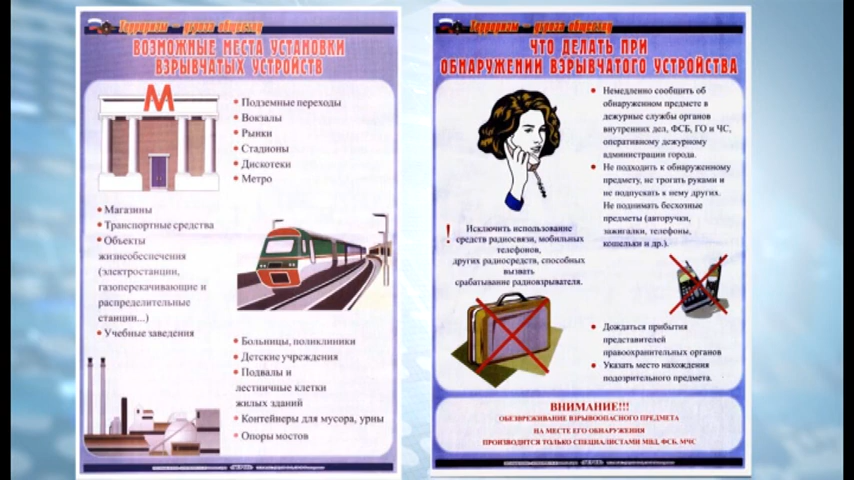 Терроризм — угроза обществу
ВОЗМОЖНЫЕ МЕСТА УСТАНОВКИ
ВЗРЫВЧАТЫХ УСТРОЙСТВ
М
• Подземные переходы
• Вокзалы
• Рынки
• Стадионы
• Дискотеки
• Метро
• Магазины
• Транспортные средства
• Объекты
жизнеобеспечения
(электростанции,
газоперекачивающие и
распределительные
станции...)
• Учебные заведения
• Больницы, поликлиники
• Детские учреждения
• Подвалы и
лестничные клетки
жилых зданий
• Контейнеры для мусора, урны
• Опоры мостов
Терроризм — угроза обществу
ЧТО ДЕЛАТЬ ПРИ
ОБНАРУЖЕНИИ ВЗРЫВЧАТОГО УСТРОЙСТВА
• Немедленно сообщить об
обнаруженном предмете в
дежурные службы органов
внутренних дел, ФСБ, ГО и ЧС,
оперативному дежурному
администрации города.
• Не подходить к обнаруженному
предмету, не трогать руками и
не подпускать к нему других.
Не поднимать бесхозные
предметы (авторучки,
зажигалки, телефоны,
кошельки и др.).
! Исключить использование
средств радиосвязи, мобильных
телефонов,
других радиосредств, способных
вызвать
срабатывание радиовзрывателя.
• Дождаться прибытия
представителей
правоохранительных органов
• Указать место нахождения
подозрительного предмета.
ВНИМАНИЕ!!!
ОБЕЗВРЕЖИВАНИЕ ВЗРЫВООПАСНОГО ПРЕДМЕТА
НА МЕСТЕ ЕГО ОБНАРУЖЕНИЯ
ПРОИЗВОДИТСЯ ТОЛЬКО СПЕЦИАЛИСТАМИ МВД, ФСБ, МЧС